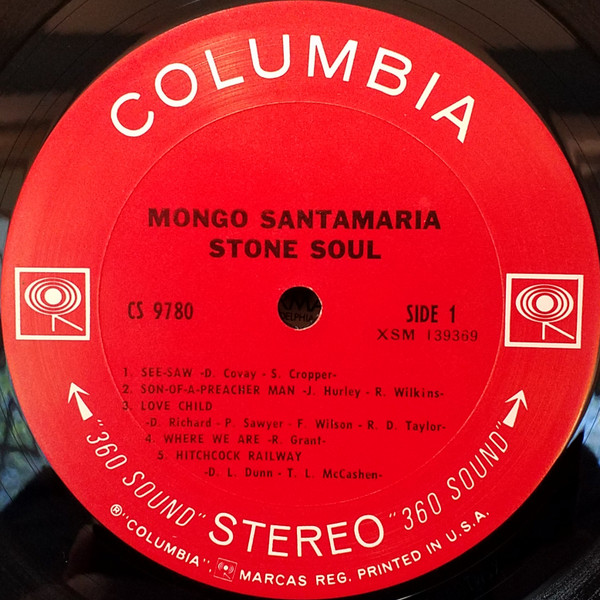 COLUMBIA
MONGO SANTAMARIA
STONE SOUL
CS 9780
SIDE 1
XSM 139369
1. SEE-SAW -D. Covay - S. Cropper-
2. SON-OF-A-PREACHER MAN -J. Hurley - R. Wilkins-
3. LOVE CHILD
-D. Richard - P. Sawyer - F. Wilson - R. D. Taylor-
4. WHERE WE ARE -R. Grant-
5. HITCHCOCK RAILWAY
-D. L. Dunn - T. L. McCashen-
"360 SOUND" STEREO "360 SOUND"
Ⓡ "COLUMBIA", MARCAS REG. PRINTED IN U.S.A.